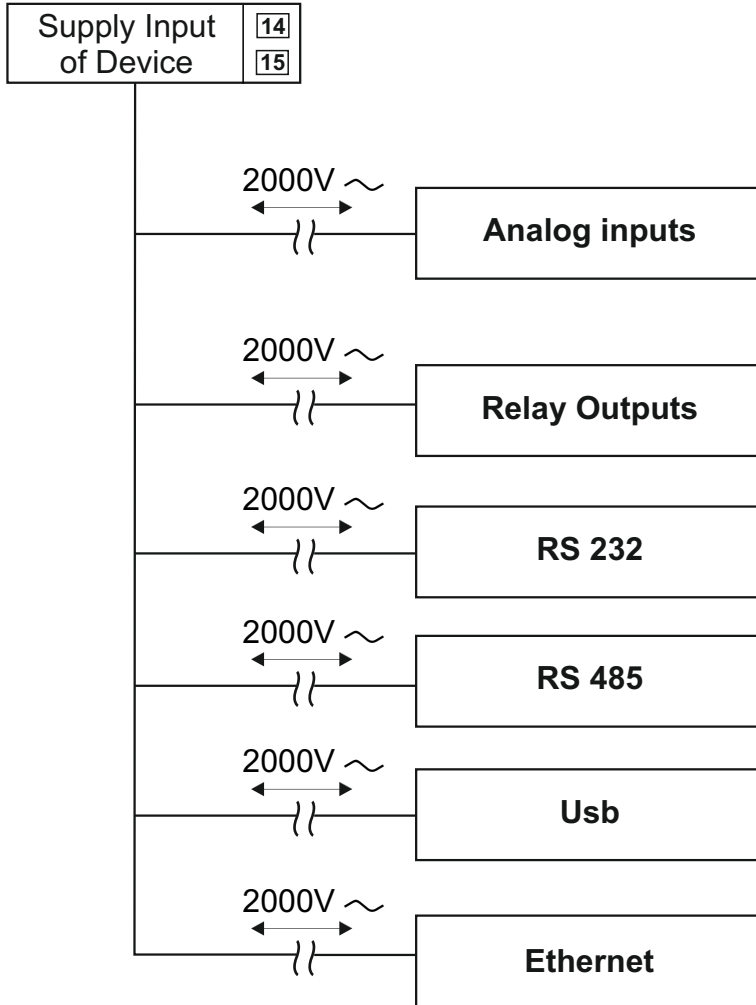 Supply Input
of Device
14
15
2000V
Analog inputs
2000V
Relay Outputs
2000V
RS 232
2000V
RS 485
2000V
Usb
2000V
Ethernet